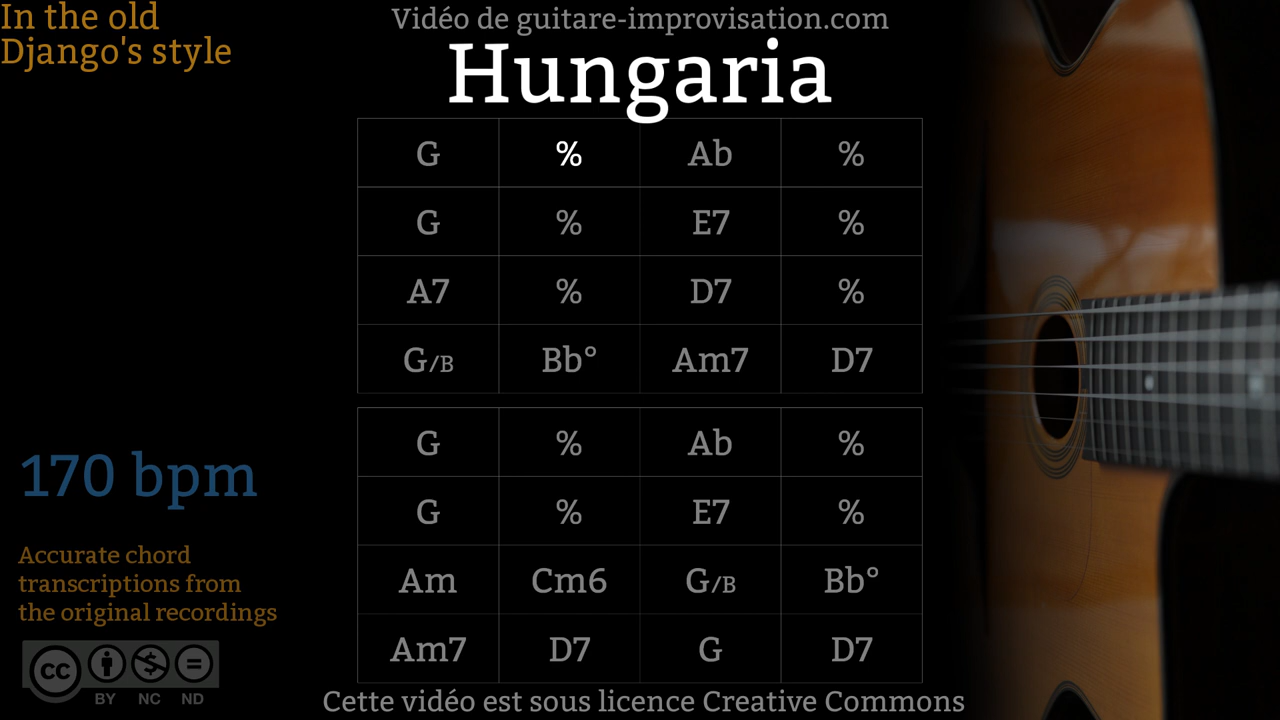 In the old
Django's style
Vidéo de guitare-improvisation.com
Hungaria
G % Ab %
G % E7 %
A7 % D7 %
G/B Bb° Am7 D7
G % Ab %
G % E7 %
Am Cm6 G/B Bb°
Am7 D7 G D7
170 bpm
Accurate chord
transcriptions from
the original recordings
cc
BY NC ND
Cette vidéo est sous licence Creative Commons